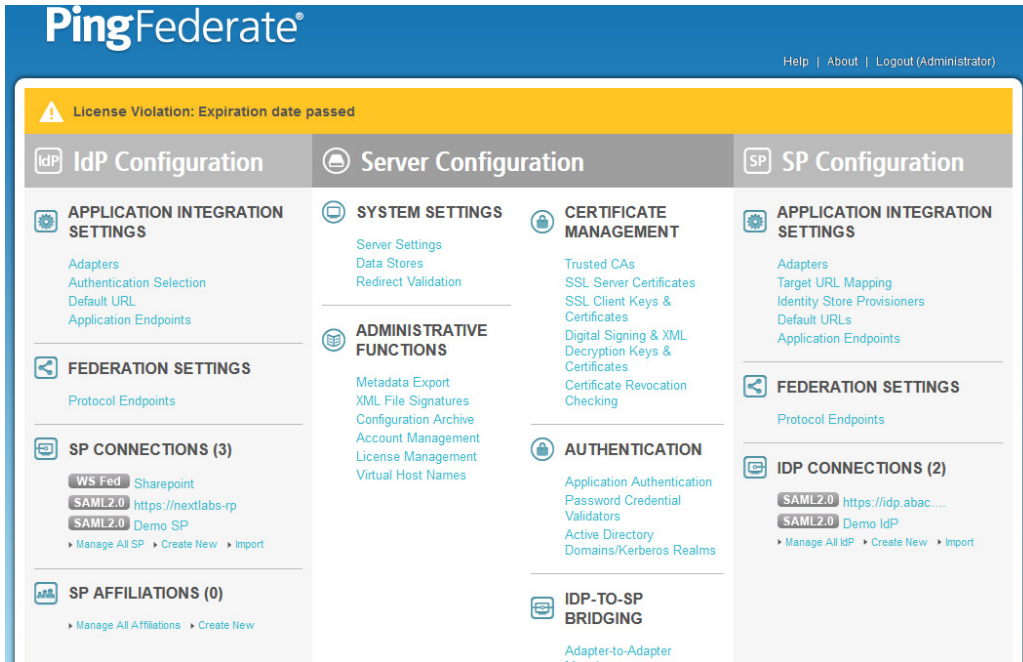 PingFederate®
Help | About | Logout (Administrator)
License Violation: Expiration date passed
IdP IdP Configuration
APPLICATION INTEGRATION
SETTINGS
Adapters
Authentication Selection
Default URL
Application Endpoints
FEDERATION SETTINGS
Protocol Endpoints
SP CONNECTIONS (3)
WS Fed Sharepoint
SAML2.0 https://nextlabs-rp
SAML2.0 Demo SP
Manage All SP Create New Import
SP AFFILIATIONS (0)
Manage All Affiliations Create New
Server Configuration
SYSTEM SETTINGS
Server Settings
Data Stores
Redirect Validation
ADMINISTRATIVE
FUNCTIONS
Metadata Export
XML File Signatures
Configuration Archive
Account Management
License Management
Virtual Host Names
CERTIFICATE
MANAGEMENT
Trusted CAs
SSL Server Certificates
SSL Client Keys &
Certificates
Digital Signing & XML
Decryption Keys &
Certificates
Certificate Revocation
Checking
AUTHENTICATION
Application Authentication
Password Credential
Validators
Active Directory
Domains/Kerberos Realms
IDP-TO-SP
BRIDGING
Adapter-to-Adapter
SP SP Configuration
APPLICATION INTEGRATION
SETTINGS
Adapters
Target URL Mapping
Identity Store Provisioners
Default URLs
Application Endpoints
FEDERATION SETTINGS
Protocol Endpoints
IDP CONNECTIONS (2)
SAML2.0 https://idp.abac....
SAML2.0 Demo IdP
Manage All IdP Create New Import